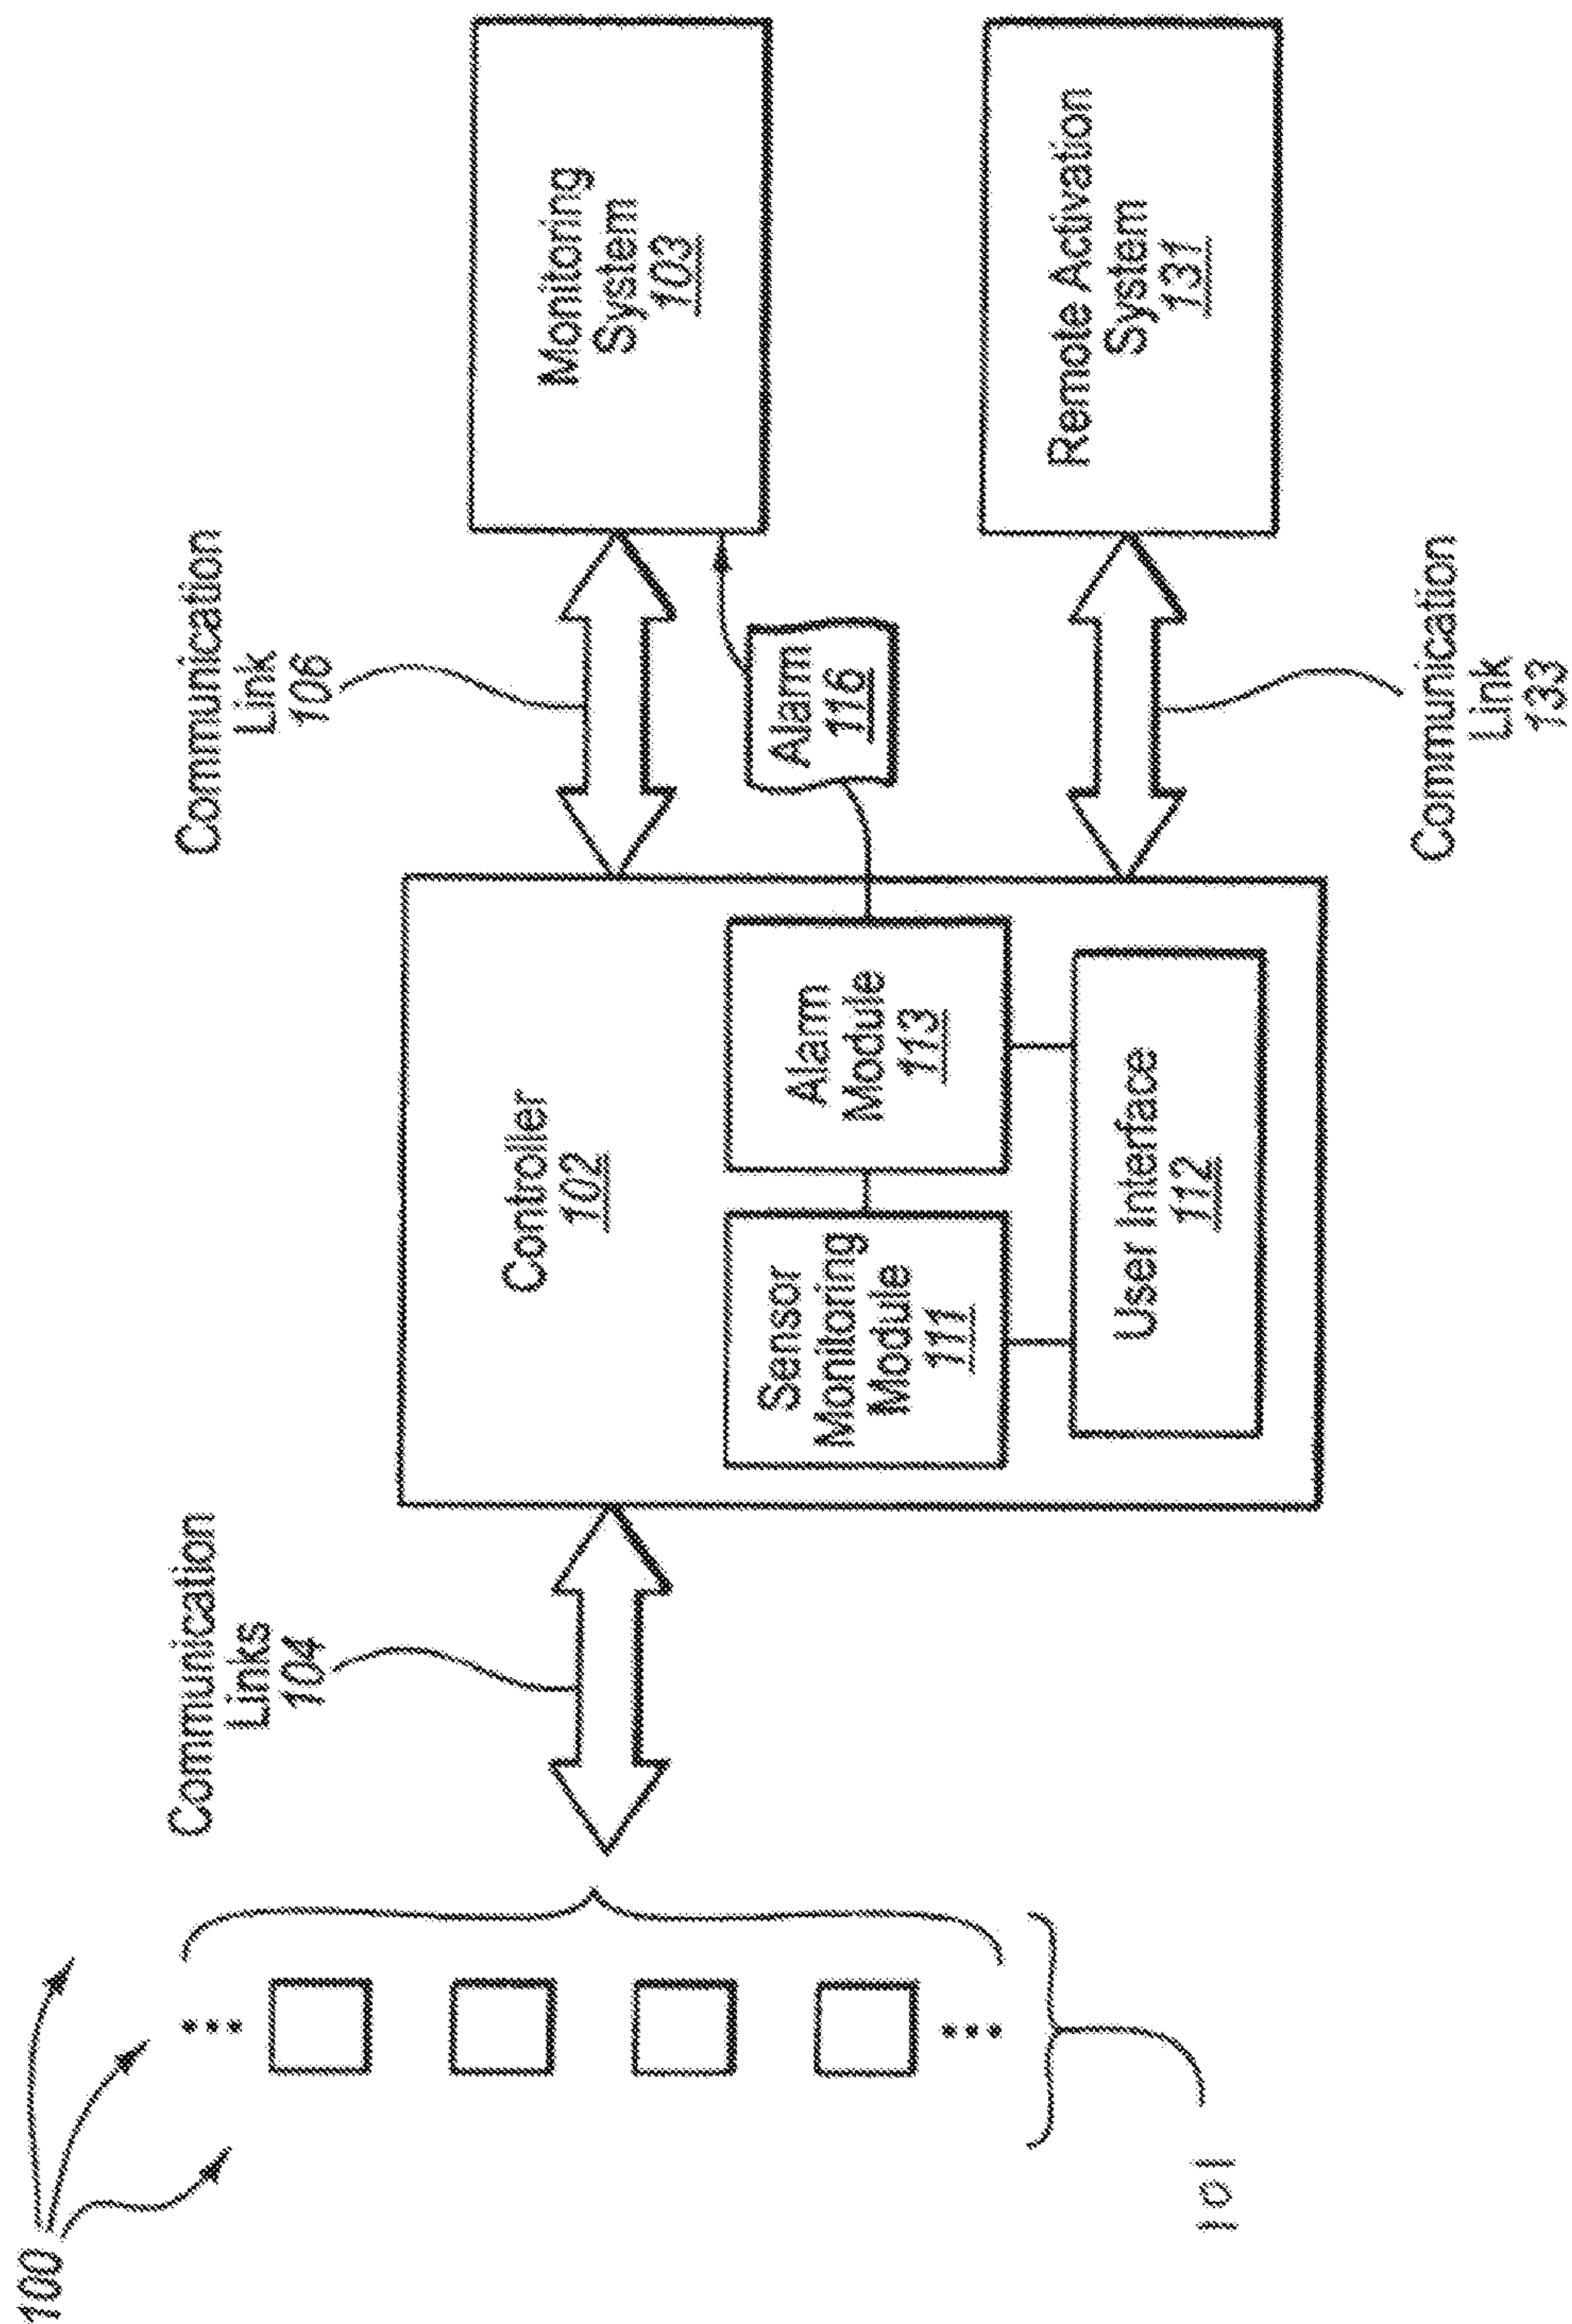 100
101
Communication
Links
104
Controller
102
Sensor
Monitoring
Module
111
Alarm
Module
113
User Interface
112
Communication
Link
106
Alarm
116
Communication
Link
133
Monitoring
System
103
Remote Activation
System
131